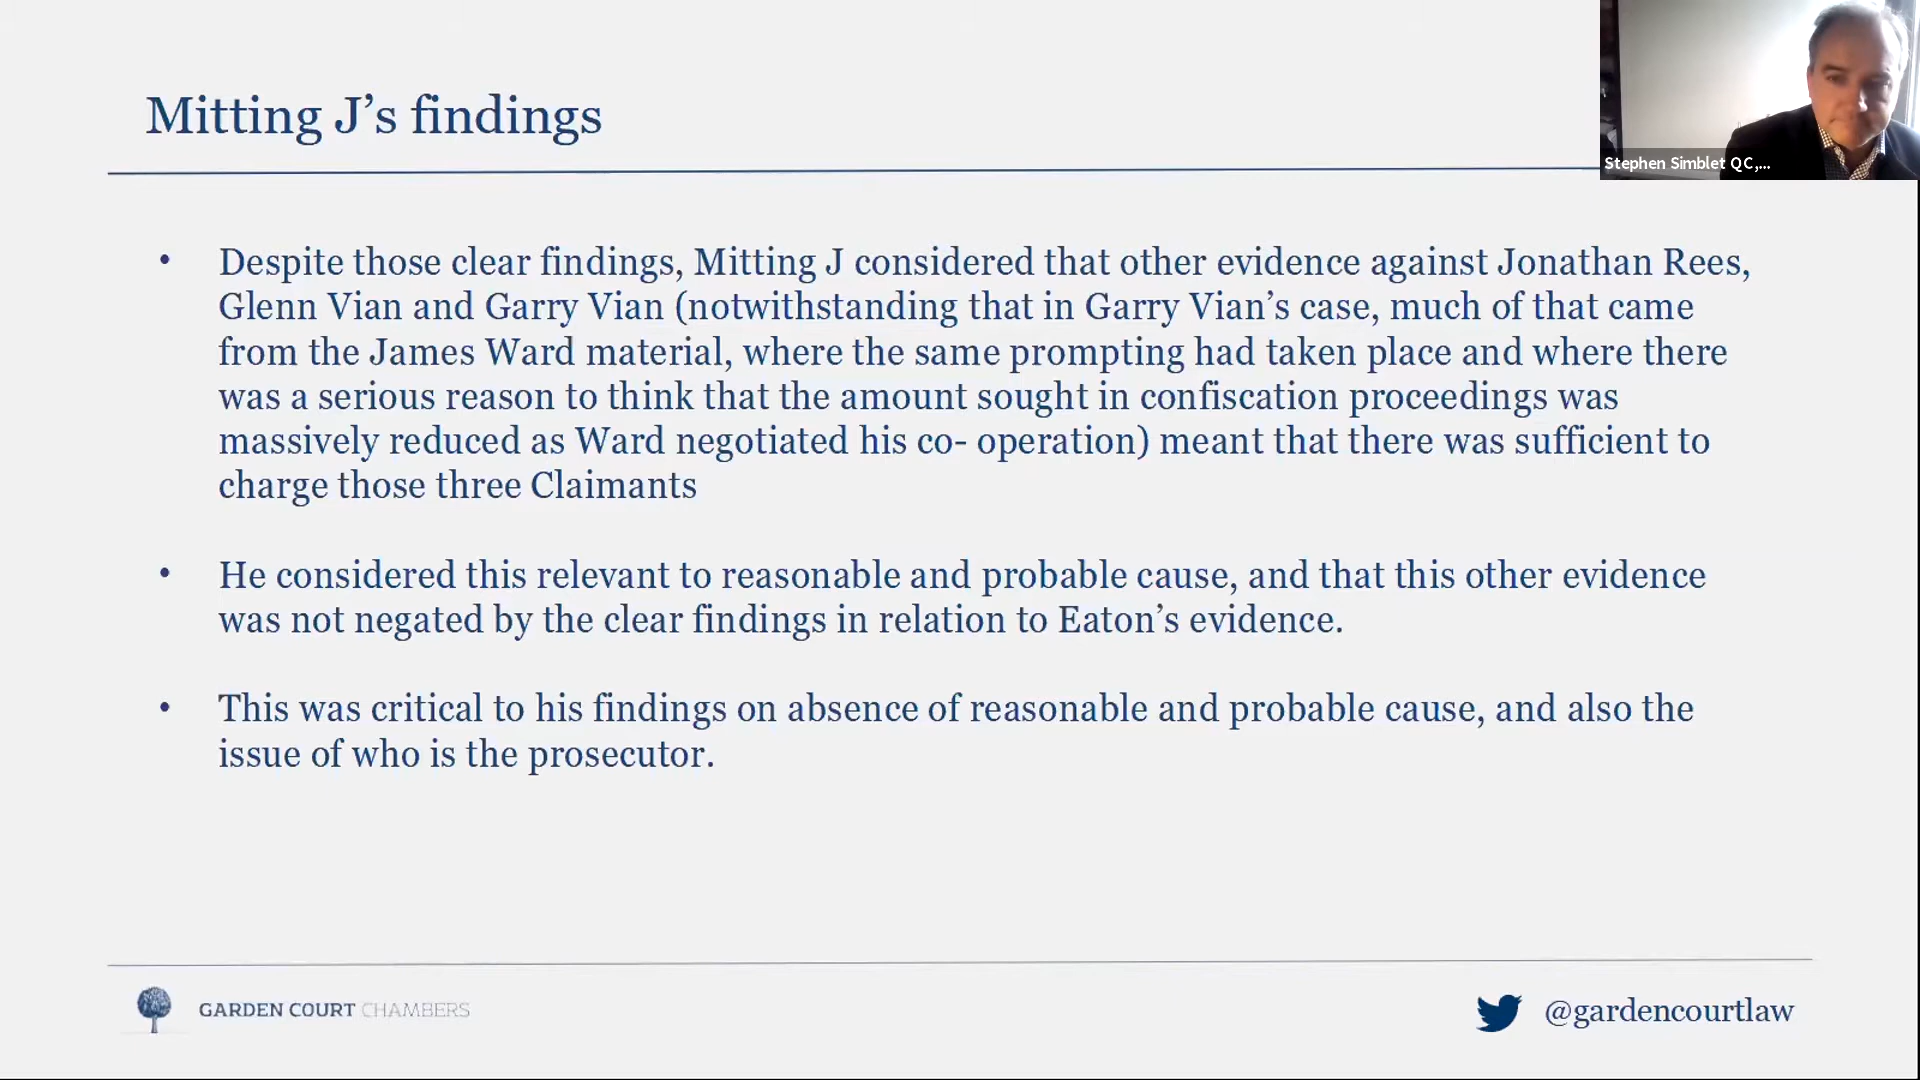 Mitting J’s findings
Stephen Simblet QC,...
• Despite those clear findings, Mitting J considered that other evidence against Jonathan Rees,
Glenn Vian and Garry Vian (notwithstanding that in Garry Vian’s case, much of that came
from the James Ward material, where the same prompting had taken place and where there
was a serious reason to think that the amount sought in confiscation proceedings was
massively reduced as Ward negotiated his co- operation) meant that there was sufficient to
charge those three Claimants
• He considered this relevant to reasonable and probable cause, and that this other evidence
was not negated by the clear findings in relation to Eaton’s evidence.
• This was critical to his findings on absence of reasonable and probable cause, and also the
issue of who is the prosecutor.
GARDEN COURT CHAMBERS
@gardencourtlaw